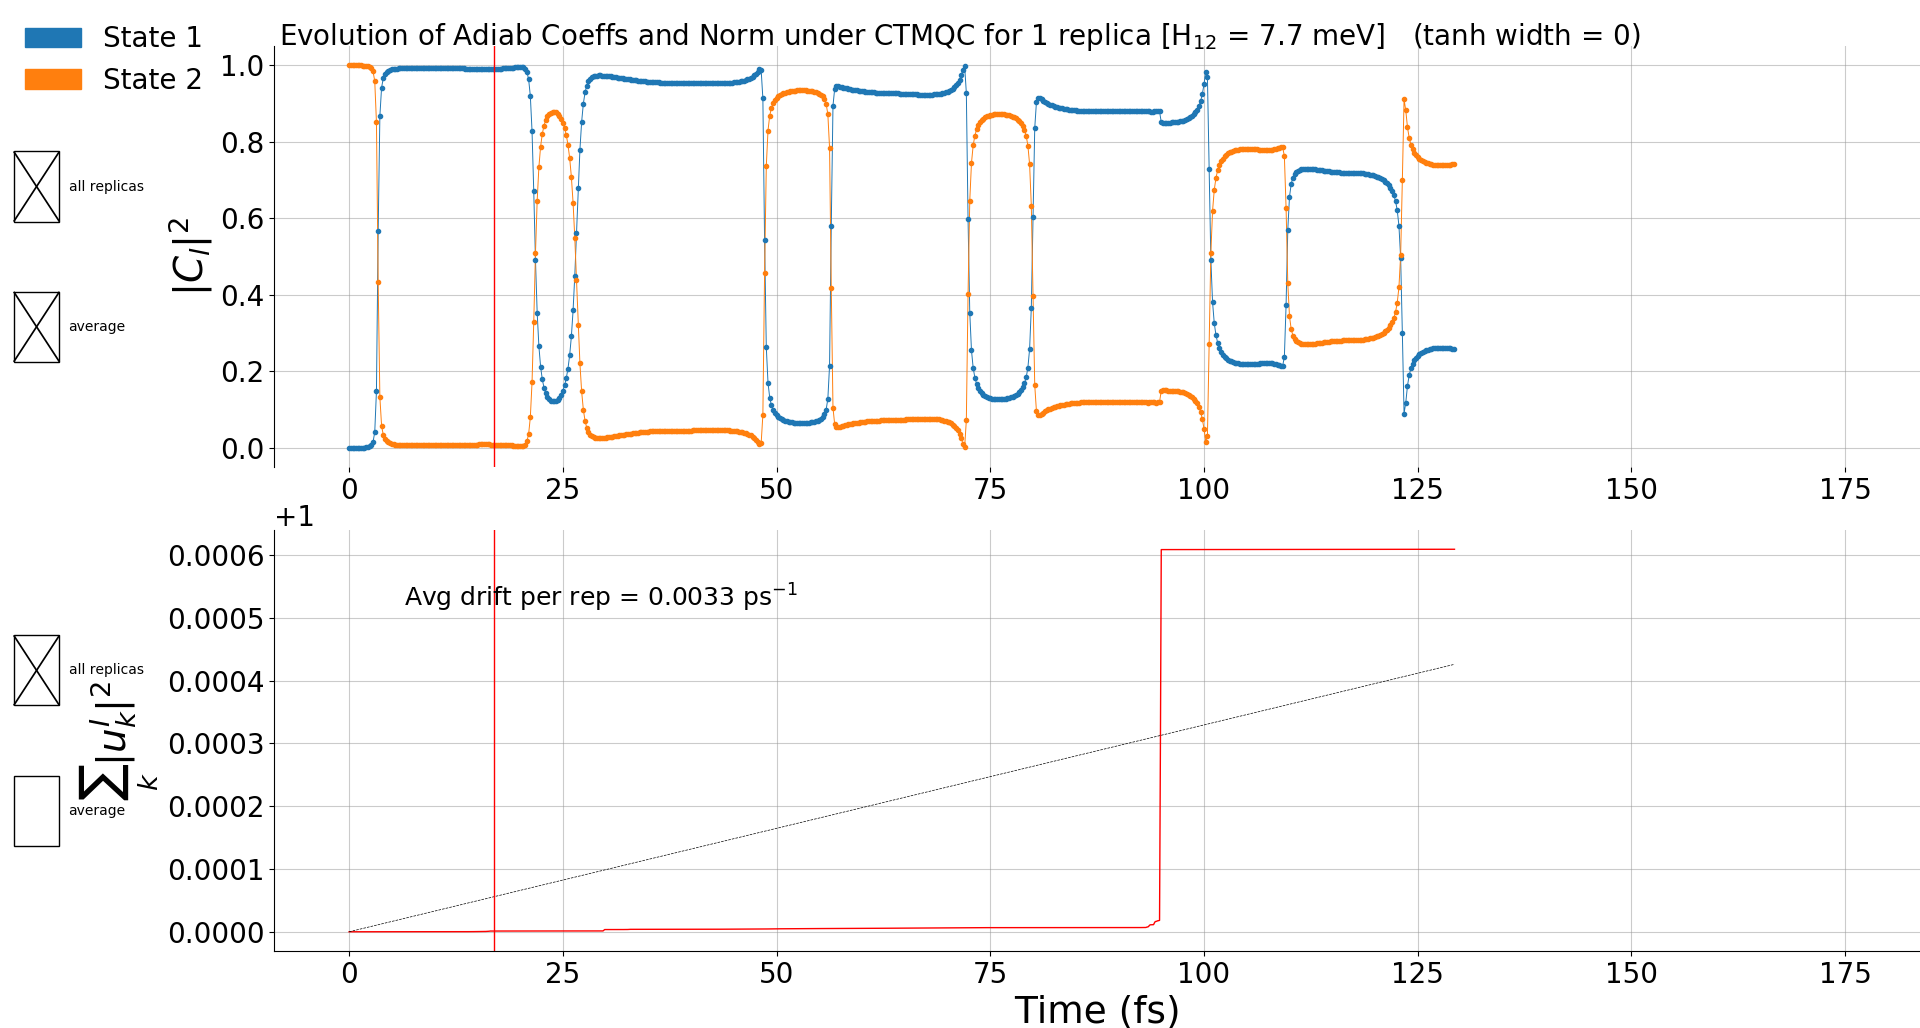 Evolution of Adiab Coeffs and Norm under CTMQC for 1 replica [H₁₂ = 7.7 meV]   (tanh width = 0)
State 1
State 2
all replicas
average
|C_l|²
1.0
0.8
0.6
0.4
0.2
0.0
0 25 50 75 100 125 150 175
+1
0.0006
0.0005
0.0004
0.0003
0.0002
0.0001
0.0000
Avg drift per rep = 0.0033 ps⁻¹
all replicas
average
∑_k |u_k^l|²
0 25 50 75 100 125 150 175
Time (fs)